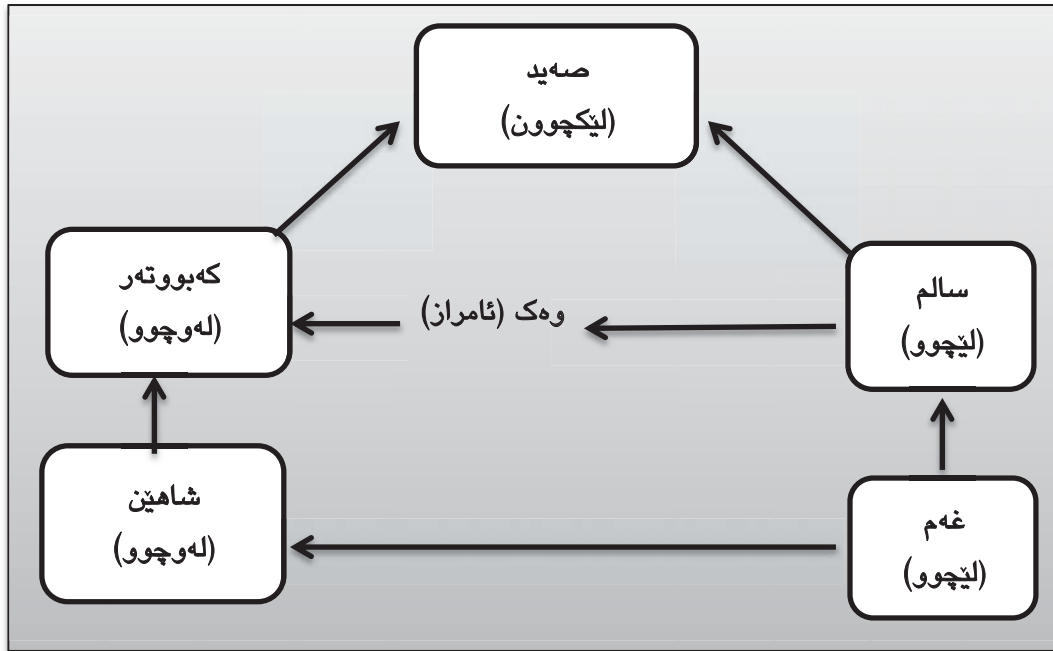 صەید
(لێکچوون)
سالم
(لێچوو)
وەک (ئامراز)
کەبووتەر
(لەوچوو)
غەم
(لێچوو)
شاهێن
(لەوچوو)